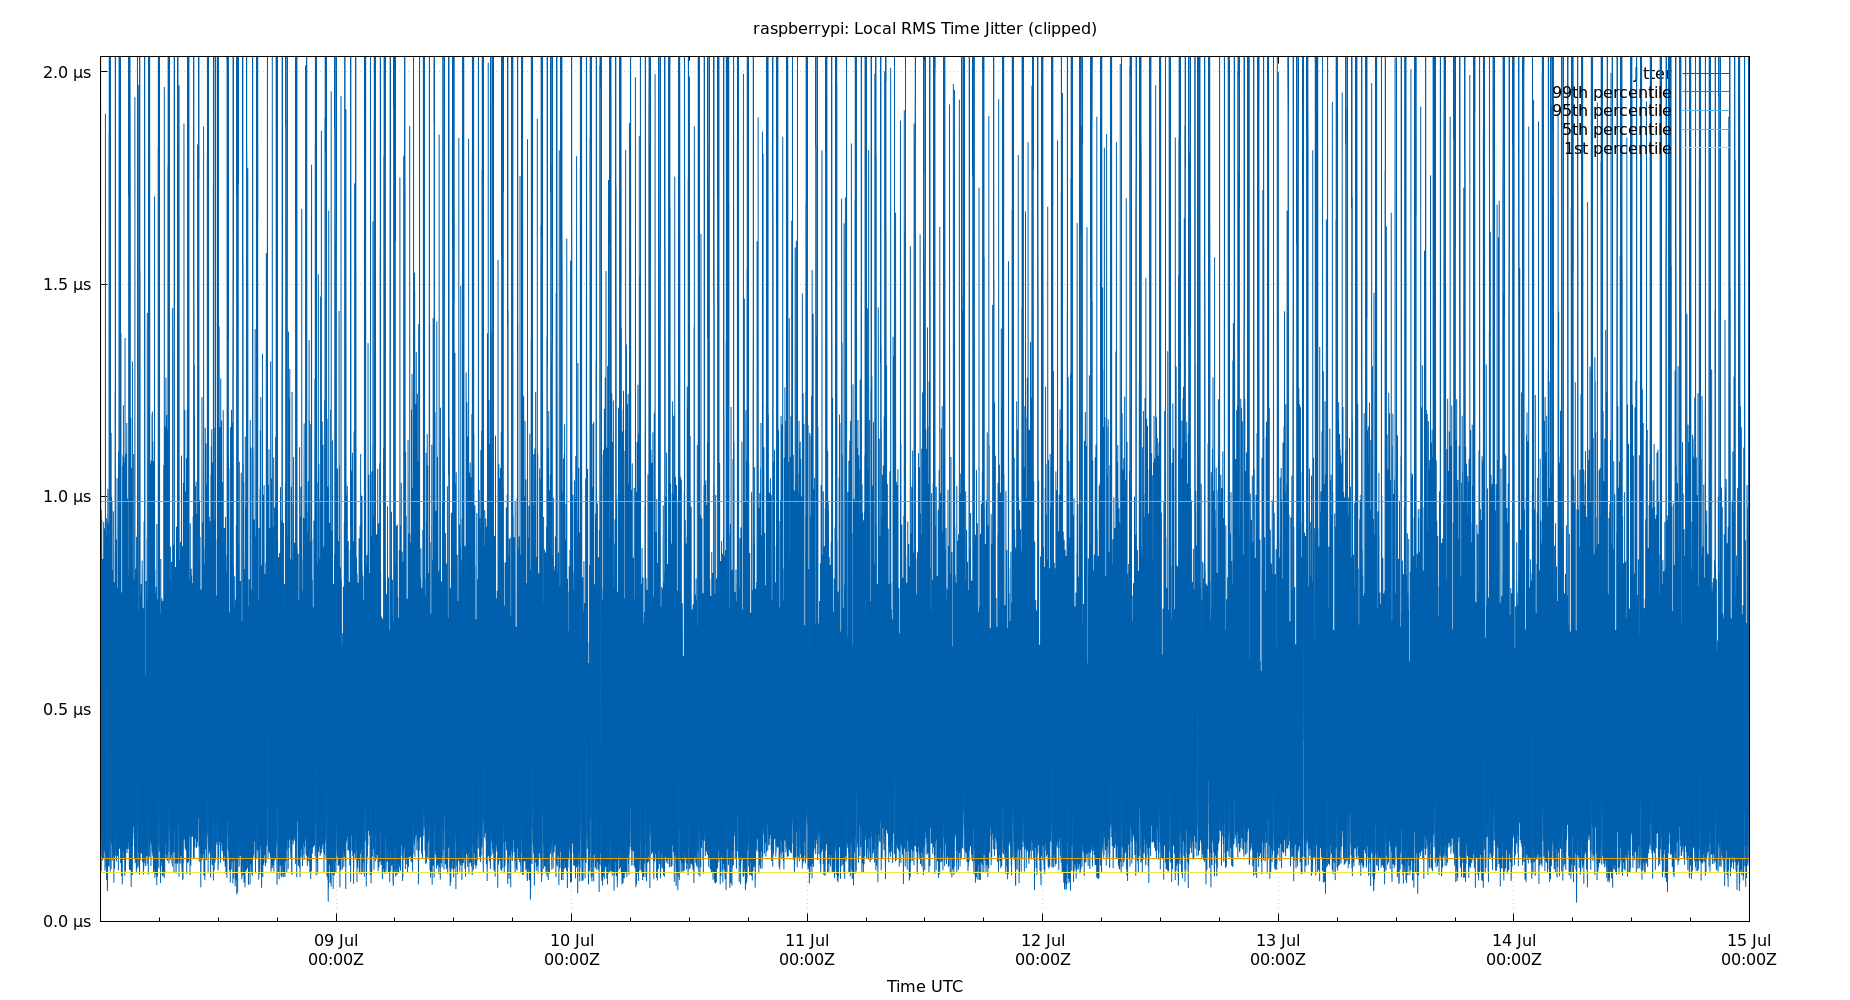 raspberrypi: Local RMS Time Jitter (clipped)
2.0 μs
1.5 μs
1.0 μs
0.5 μs
0.0 μs
jitter
99th percentile
95th percentile
5th percentile
1st percentile
09 Jul
00:00Z
10 Jul
00:00Z
11 Jul
00:00Z
12 Jul
00:00Z
13 Jul
00:00Z
14 Jul
00:00Z
15 Jul
00:00Z
Time UTC